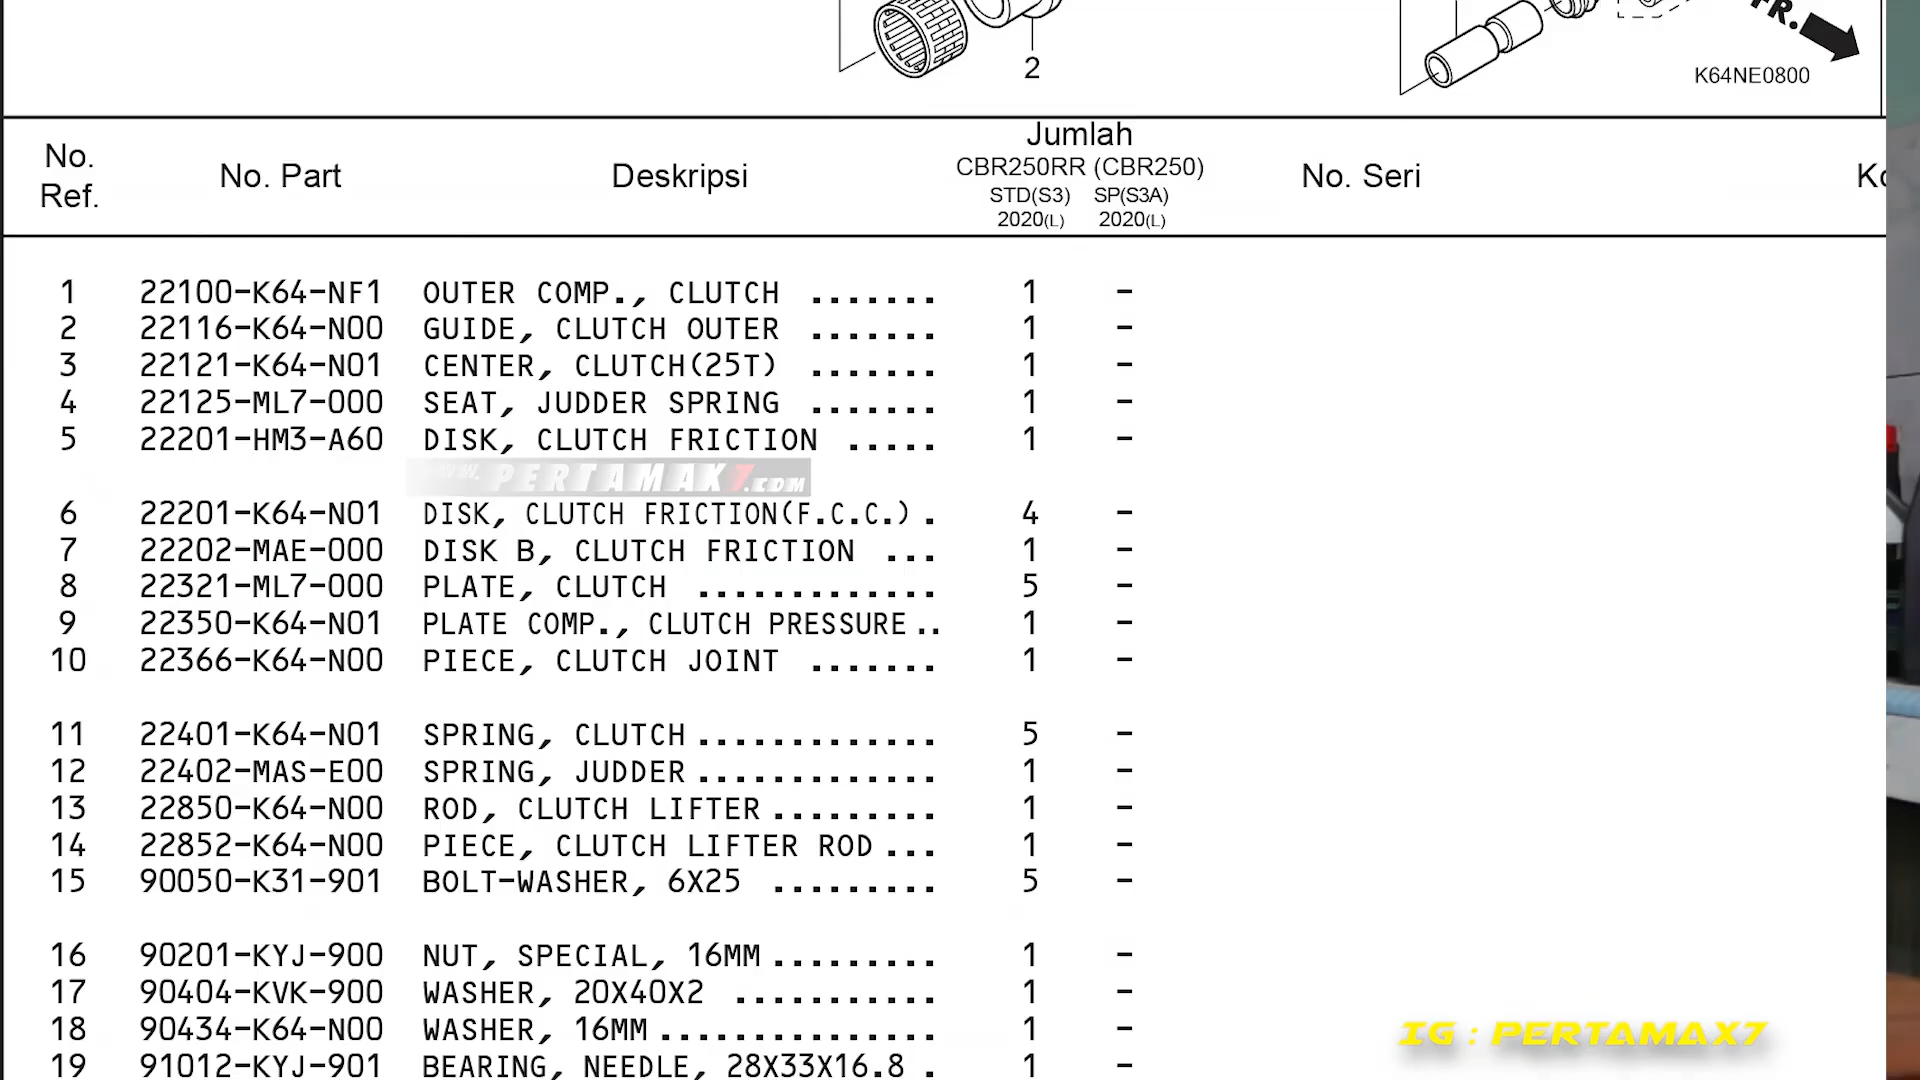 FR.
2
K64NE0800
No. Ref. No. Part Deskripsi Jumlah No. Seri
CBR250RR (CBR250)
STD(S3) SP(S3A)
2020(L) 2020(L)
1 22100-K64-NF1 OUTER COMP., CLUTCH ....... 1 -
2 22116-K64-N00 GUIDE, CLUTCH OUTER ....... 1 -
3 22121-K64-N01 CENTER, CLUTCH(25T) ....... 1 -
4 22125-ML7-000 SEAT, JUDDER SPRING ....... 1 -
5 22201-HM3-A60 DISK, CLUTCH FRICTION ..... 1 -
WWW.PERTAMAX7.COM
6 22201-K64-N01 DISK, CLUTCH FRICTION(F.C.C.) . 4 -
7 22202-MAE-000 DISK B, CLUTCH FRICTION ... 1 -
8 22321-ML7-000 PLATE, CLUTCH ............. 5 -
9 22350-K64-N01 PLATE COMP., CLUTCH PRESSURE .. 1 -
10 22366-K64-N00 PIECE, CLUTCH JOINT ....... 1 -
11 22401-K64-N01 SPRING, CLUTCH ............. 5 -
12 22402-MAS-E00 SPRING, JUDDER ............. 1 -
13 22850-K64-N00 ROD, CLUTCH LIFTER ......... 1 -
14 22852-K64-N00 PIECE, CLUTCH LIFTER ROD ... 1 -
15 90050-K31-901 BOLT-WASHER, 6X25 ......... 5 -
16 90201-KYJ-900 NUT, SPECIAL, 16MM ......... 1 -
17 90404-KVK-900 WASHER, 20X40X2 ........... 1 -
18 90434-K64-N00 WASHER, 16MM ............... 1 -
19 91012-KYJ-901 BEARING, NEEDLE, 28X33X16.8 . 1 -
IG : PERTAMAX7